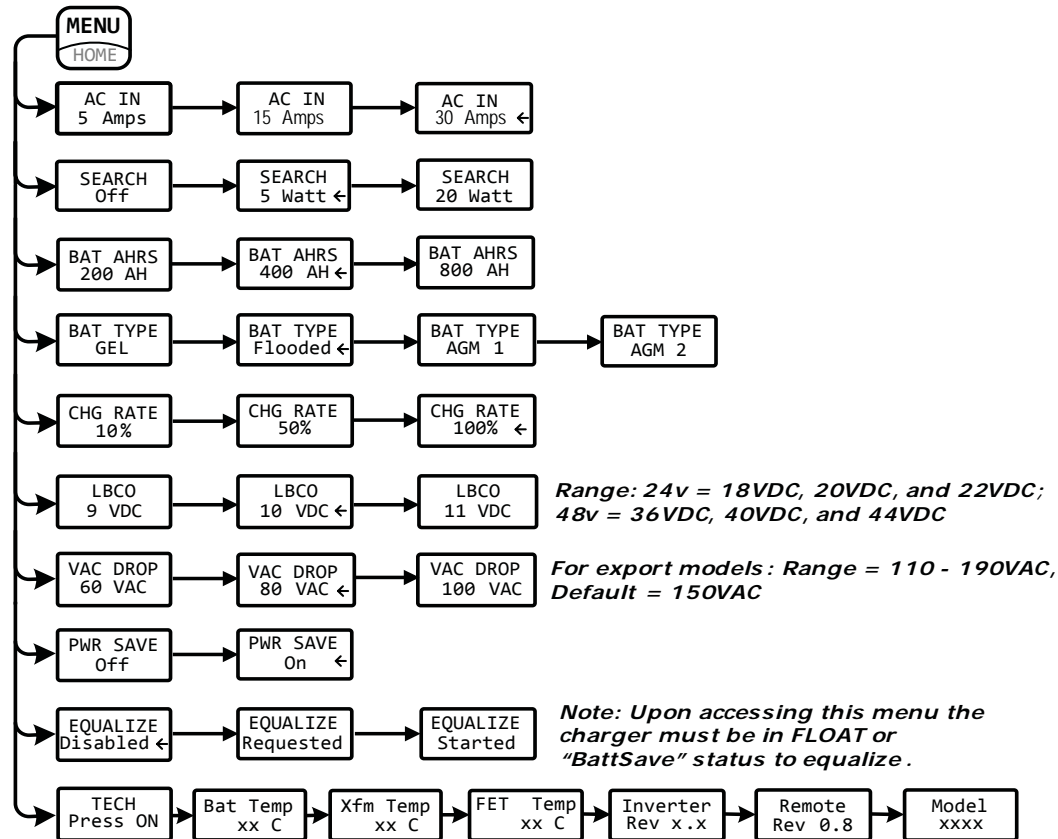 MENU
HOME
AC IN
5 Amps
AC IN
15 Amps
AC IN
30 Amps ←
SEARCH
Off
SEARCH
5 Watt ←
SEARCH
20 Watt
BAT AHRS
200 AH
BAT AHRS
400 AH ←
BAT AHRS
800 AH
BAT TYPE
GEL
BAT TYPE
Flooded ←
BAT TYPE
AGM 1
BAT TYPE
AGM 2
CHG RATE
10%
CHG RATE
50%
CHG RATE
100% ←
LBCO
9 VDC
LBCO
10 VDC ←
LBCO
11 VDC
Range: 24v = 18VDC, 20VDC, and 22VDC;
48v = 36VDC, 40VDC, and 44VDC
VAC DROP
60 VAC
VAC DROP
80 VAC ←
VAC DROP
100 VAC
For export models: Range = 110 - 190VAC,
Default = 150VAC
PWR SAVE
Off
PWR SAVE
On ←
EQUALIZE
Disabled ←
EQUALIZE
Requested
EQUALIZE
Started
Note: Upon accessing this menu the
charger must be in FLOAT or
“BattSave” status to equalize.
TECH
Press ON
Bat Temp
xx C
Xfm Temp
xx C
FET Temp
xx C
Inverter
Rev x.x
Remote
Rev 0.8
Model
xxxx